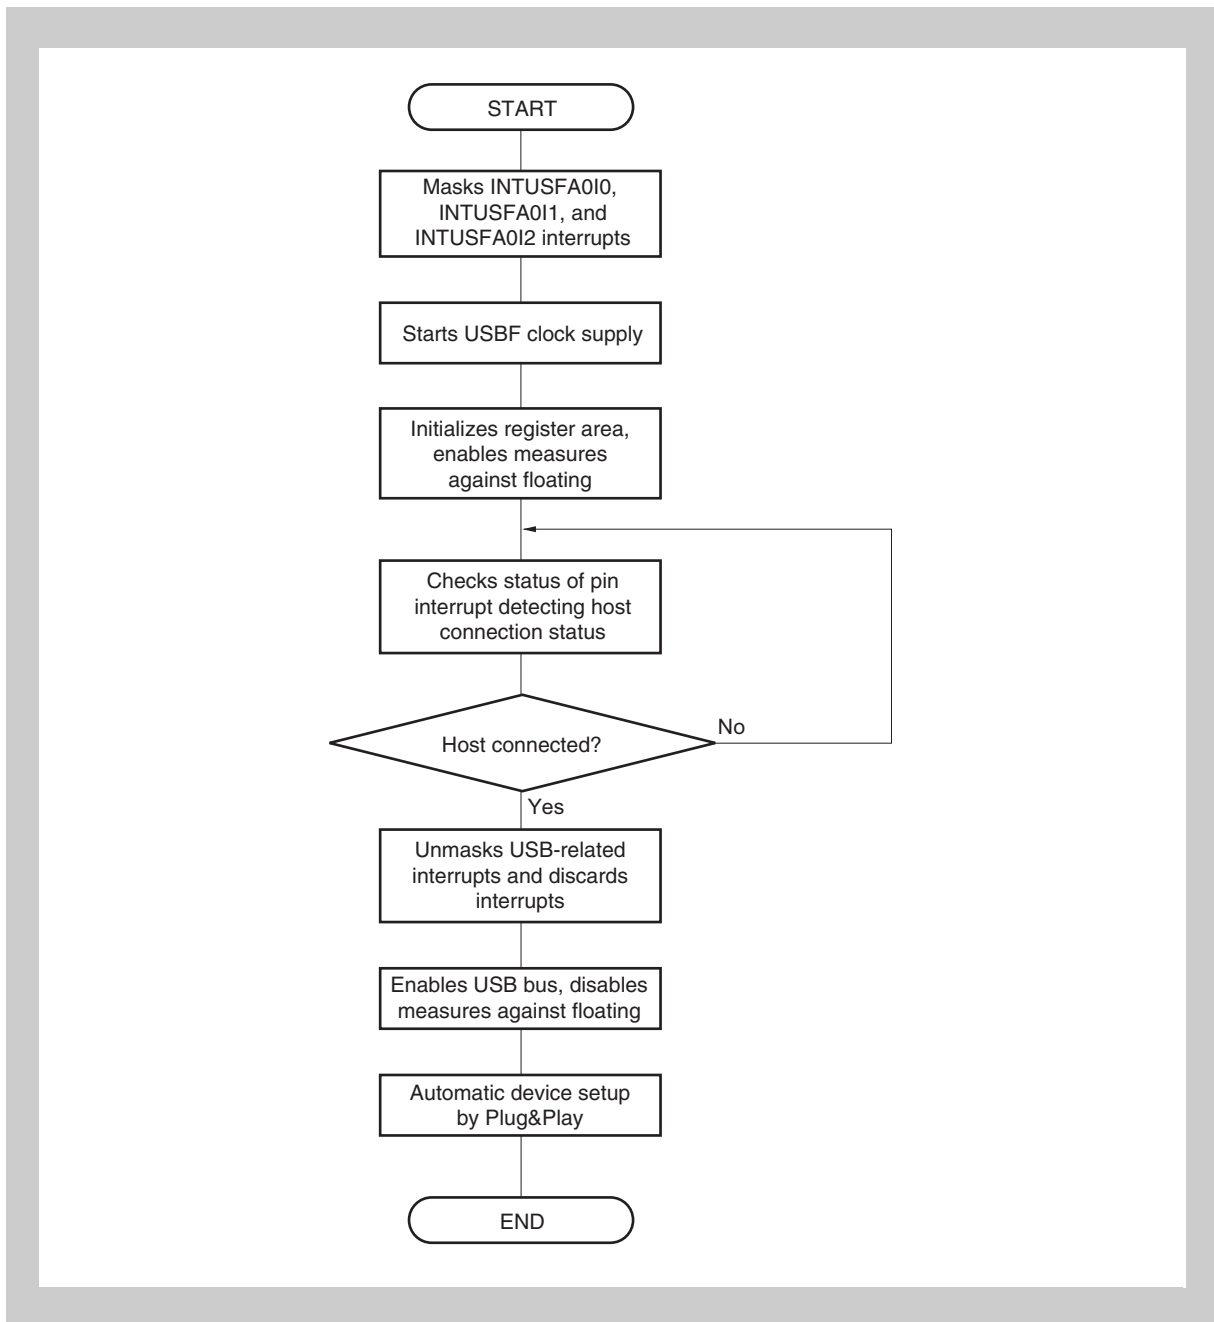 START
Masks INTUSFA0I0,
INTUSFA0I1, and
INTUSFA0I2 interrupts
Starts USBF clock supply
Initializes register area,
enables measures
against floating
Checks status of pin
interrupt detecting host
connection status
Host connected?
No
Yes
Unmasks USB-related
interrupts and discards
interrupts
Enables USB bus, disables
measures against floating
Automatic device setup
by Plug&Play
END